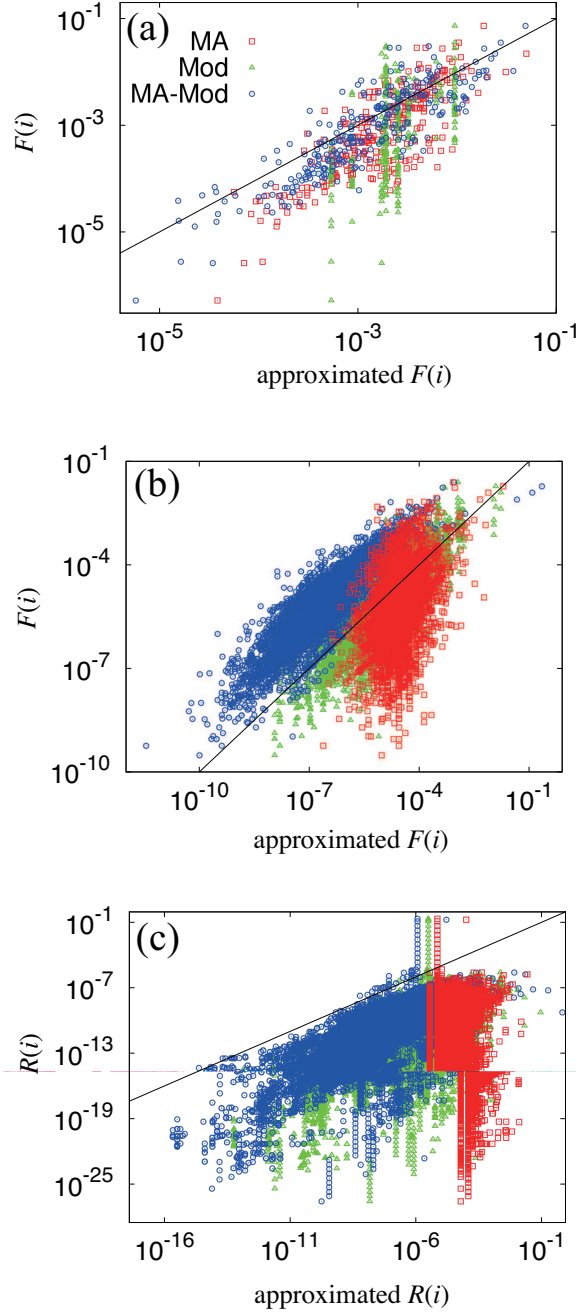 (a)
MA
Mod
MA-Mod
10^-1
10^-3
10^-5
F(i)
10^-5 10^-3 10^-1
approximated F(i)
(b)
10^-1
10^-4
10^-7
10^-10
F(i)
10^-10 10^-7 10^-4 10^-1
approximated F(i)
(c)
10^-1
10^-7
10^-13
10^-19
10^-25
R(i)
10^-16 10^-11 10^-6 10^-1
approximated R(i)